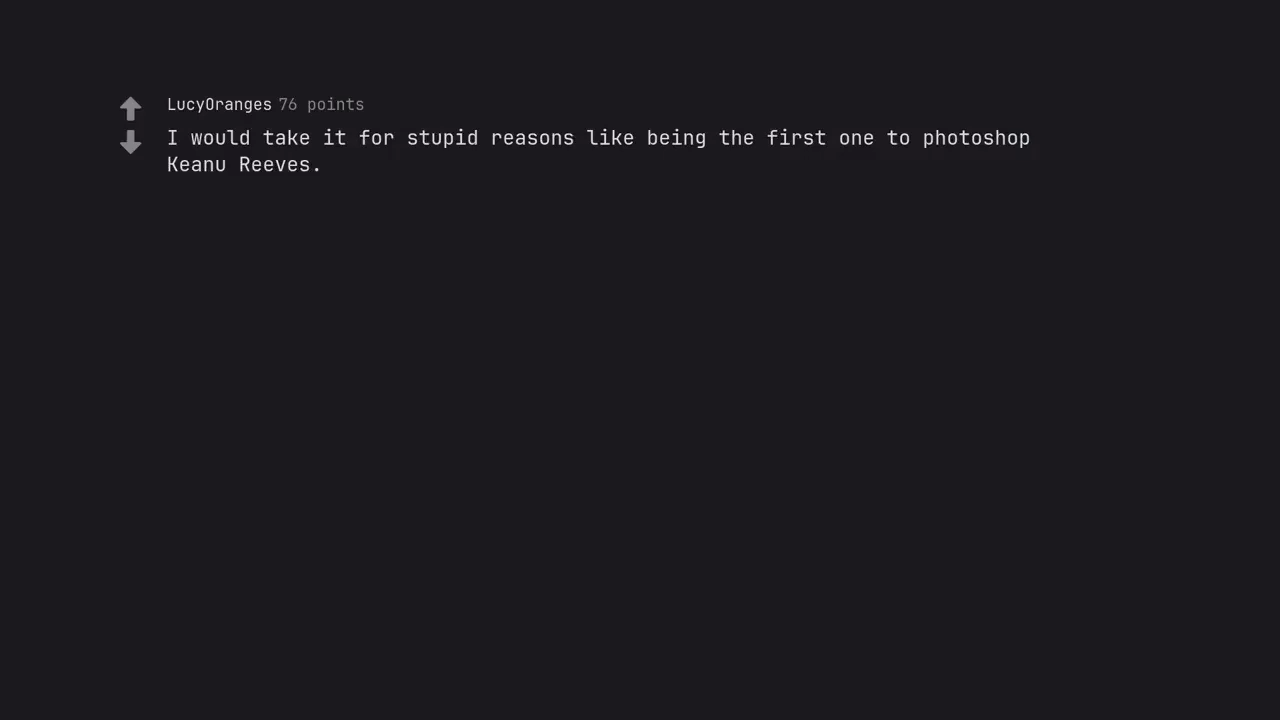 LucyOranges 76 points
I would take it for stupid reasons like being the first one to photoshop
Keanu Reeves.